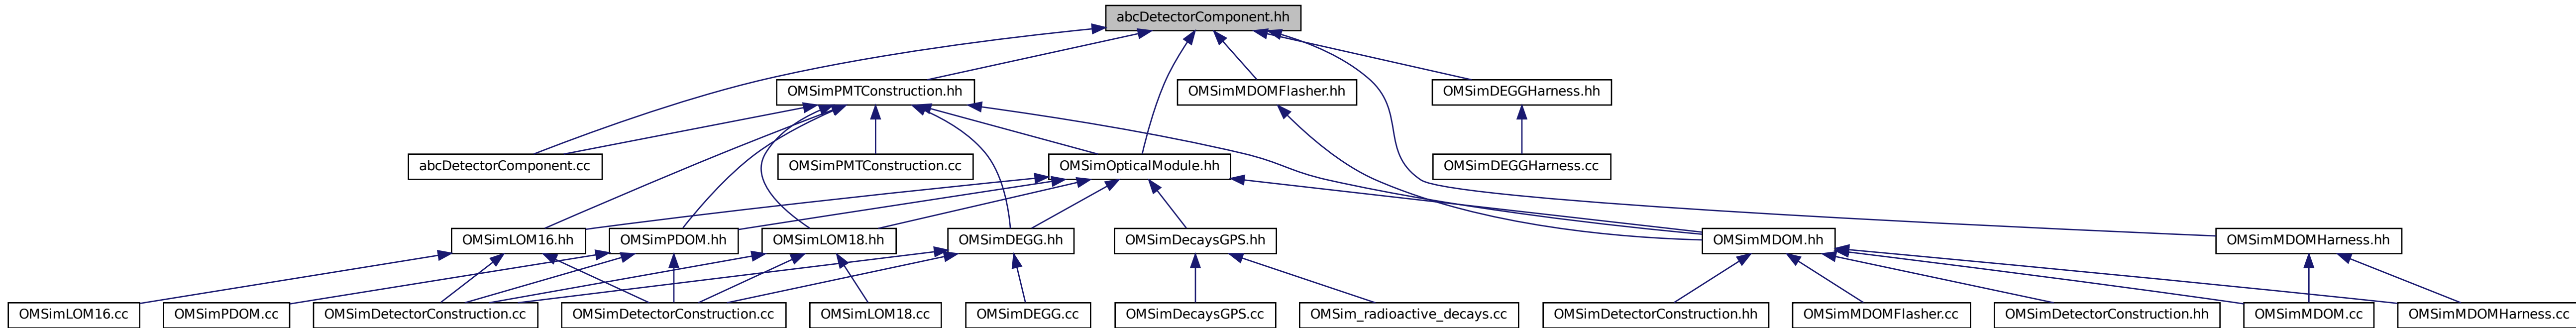 abcDetectorComponent.hh
OMSimPMTConstruction.hh
OMSimMDOMFlasher.hh
OMSimDEGGHarness.hh
abcDetectorComponent.cc
OMSimPMTConstruction.cc
OMSimOpticalModule.hh
OMSimDEGGHarness.cc
OMSimLOM16.hh
OMSimPDOM.hh
OMSimLOM18.hh
OMSimDEGG.hh
OMSimDecaysGPS.hh
OMSimMDOM.hh
OMSimMDOMHarness.hh
OMSimLOM16.cc
OMSimPDOM.cc
OMSimDetectorConstruction.cc
OMSimDetectorConstruction.cc
OMSimLOM18.cc
OMSimDEGG.cc
OMSimDecaysGPS.cc
OMSim_radioactive_decays.cc
OMSimDetectorConstruction.hh
OMSimMDOMFlasher.cc
OMSimDetectorConstruction.hh
OMSimMDOM.cc
OMSimMDOMHarness.cc